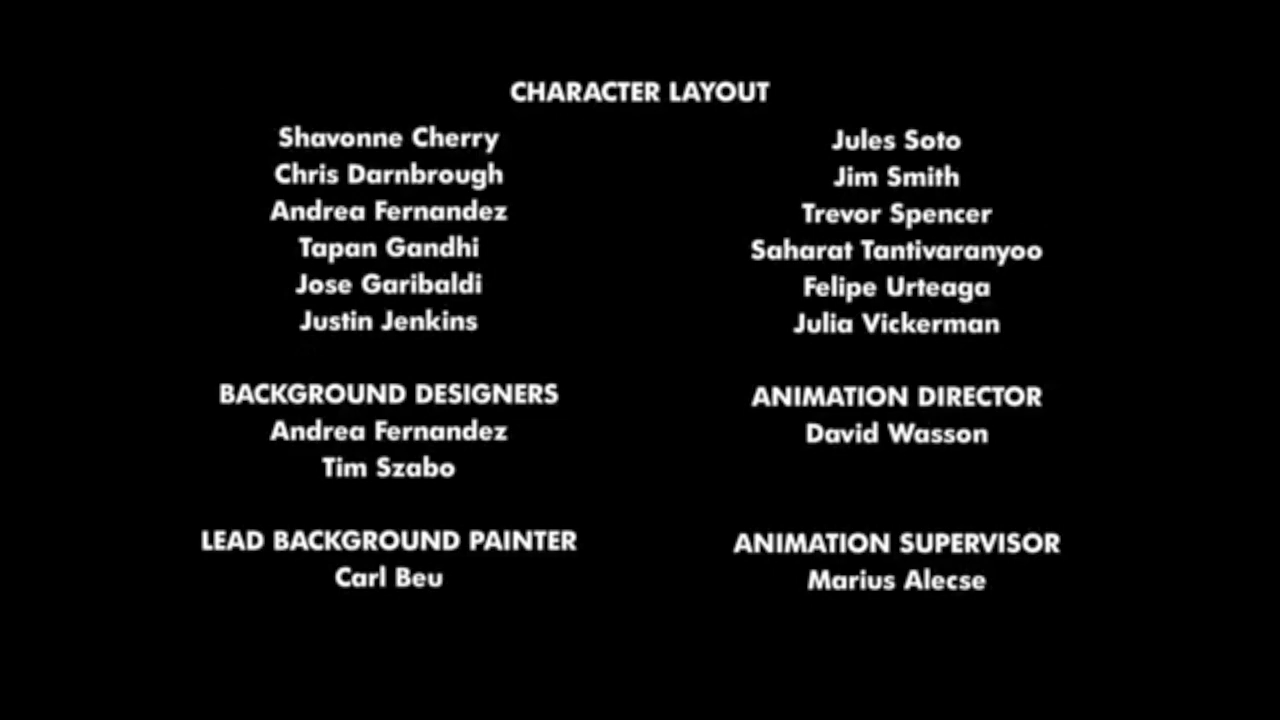 CHARACTER LAYOUT
Shavonne Cherry
Chris Darnbrough
Andrea Fernandez
Tapan Gandhi
Jose Garibaldi
Justin Jenkins
Jules Soto
Jim Smith
Trevor Spencer
Saharat Tantivaranyoo
Felipe Urteaga
Julia Vickerman
BACKGROUND DESIGNERS
Andrea Fernandez
Tim Szabo
ANIMATION DIRECTOR
David Wasson
LEAD BACKGROUND PAINTER
Carl Beu
ANIMATION SUPERVISOR
Marius Alecse